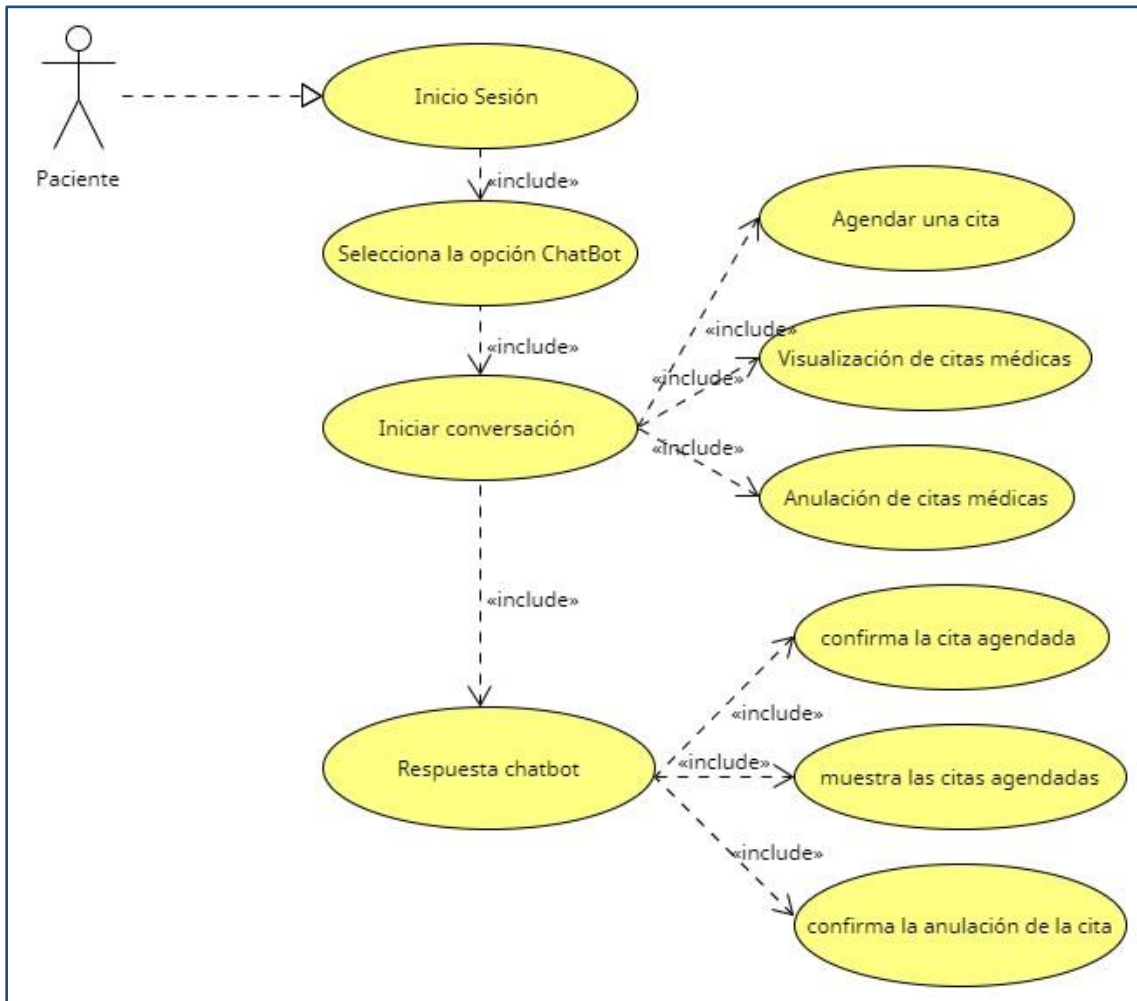 Inicio Sesión
Paciente
«include»
Selecciona la opción ChatBot
«include»
Iniciar conversación
Agendar una cita
«include»
Visualización de citas médicas
«include»
«include»
Anulación de citas médicas
«include»
Respuesta chatbot
confirma la cita agendada
«include»
muestra las citas agendadas
«include»
«include»
confirma la anulación de la cita